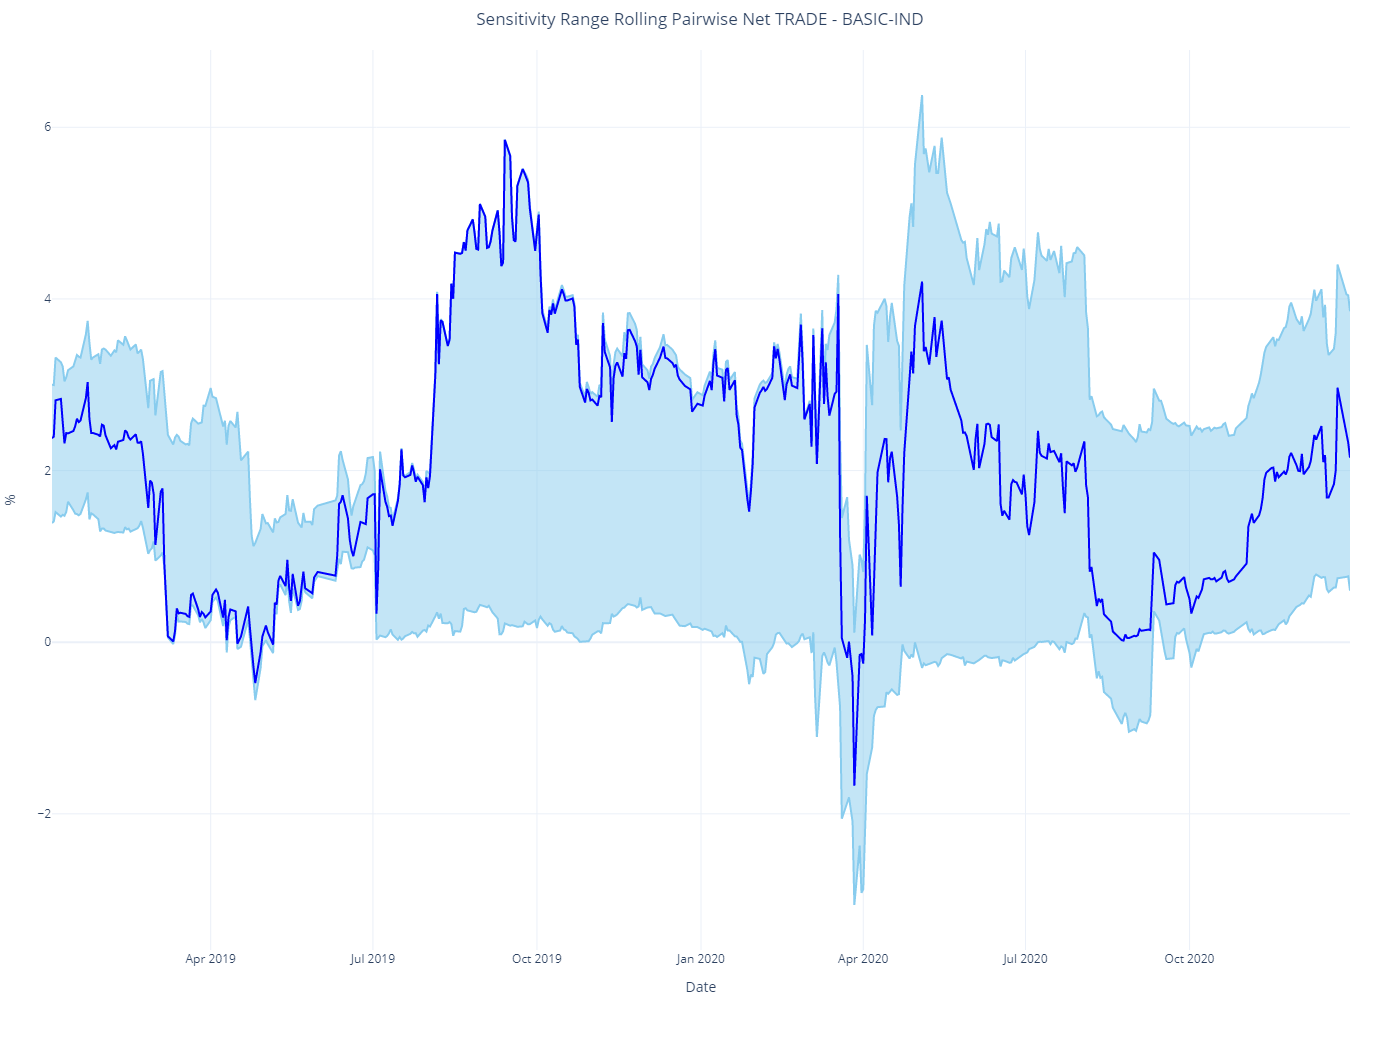 Sensitivity Range Rolling Pairwise Net TRADE - BASIC-IND
6
4
2
0
−2
%
Apr 2019
Jul 2019
Oct 2019
Jan 2020
Apr 2020
Jul 2020
Oct 2020
Date